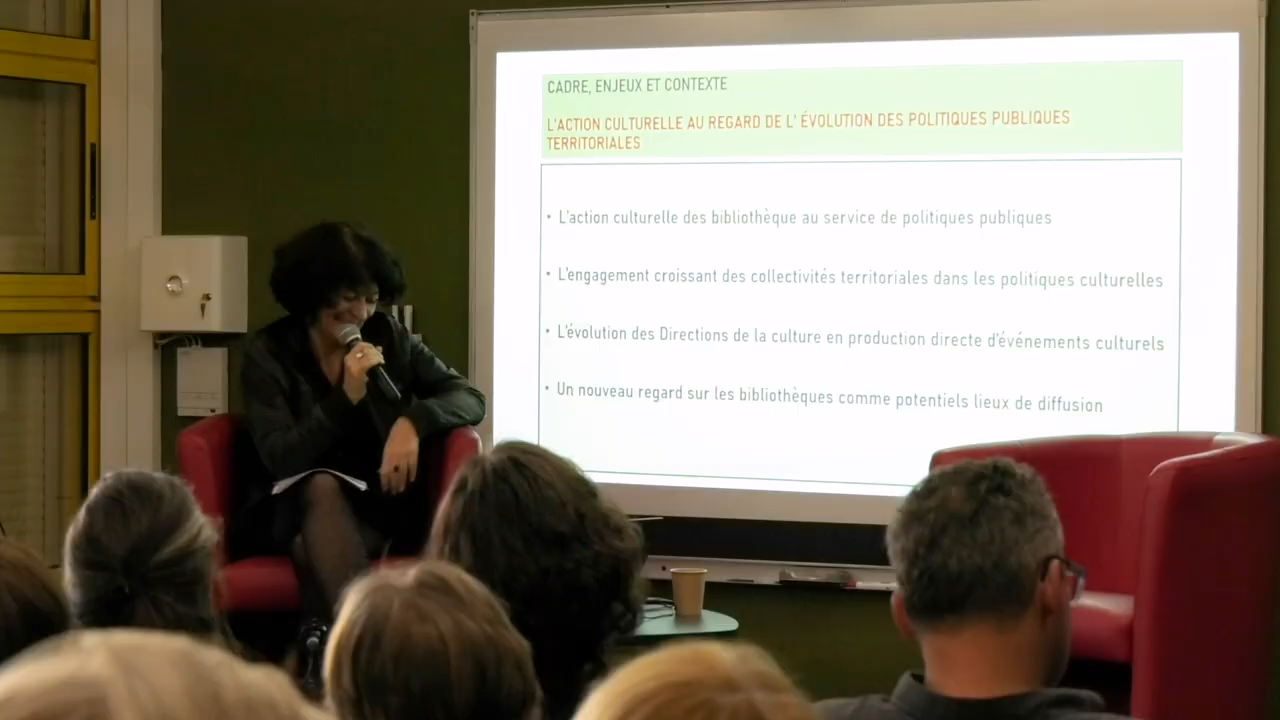 CADRE, ENJEUX ET CONTEXTE
L'ACTION CULTURELLE AU REGARD DE L' ÉVOLUTION DES POLITIQUES PUBLIQUES
TERRITORIALES
• L'action culturelle des bibliothèque au service de politiques publiques
• L'engagement croissant des collectivités territoriales dans les politiques culturelles
• L'évolution des Directions de la culture en production directe d'événements culturels
• Un nouveau regard sur les bibliothèques comme potentiels lieux de diffusion